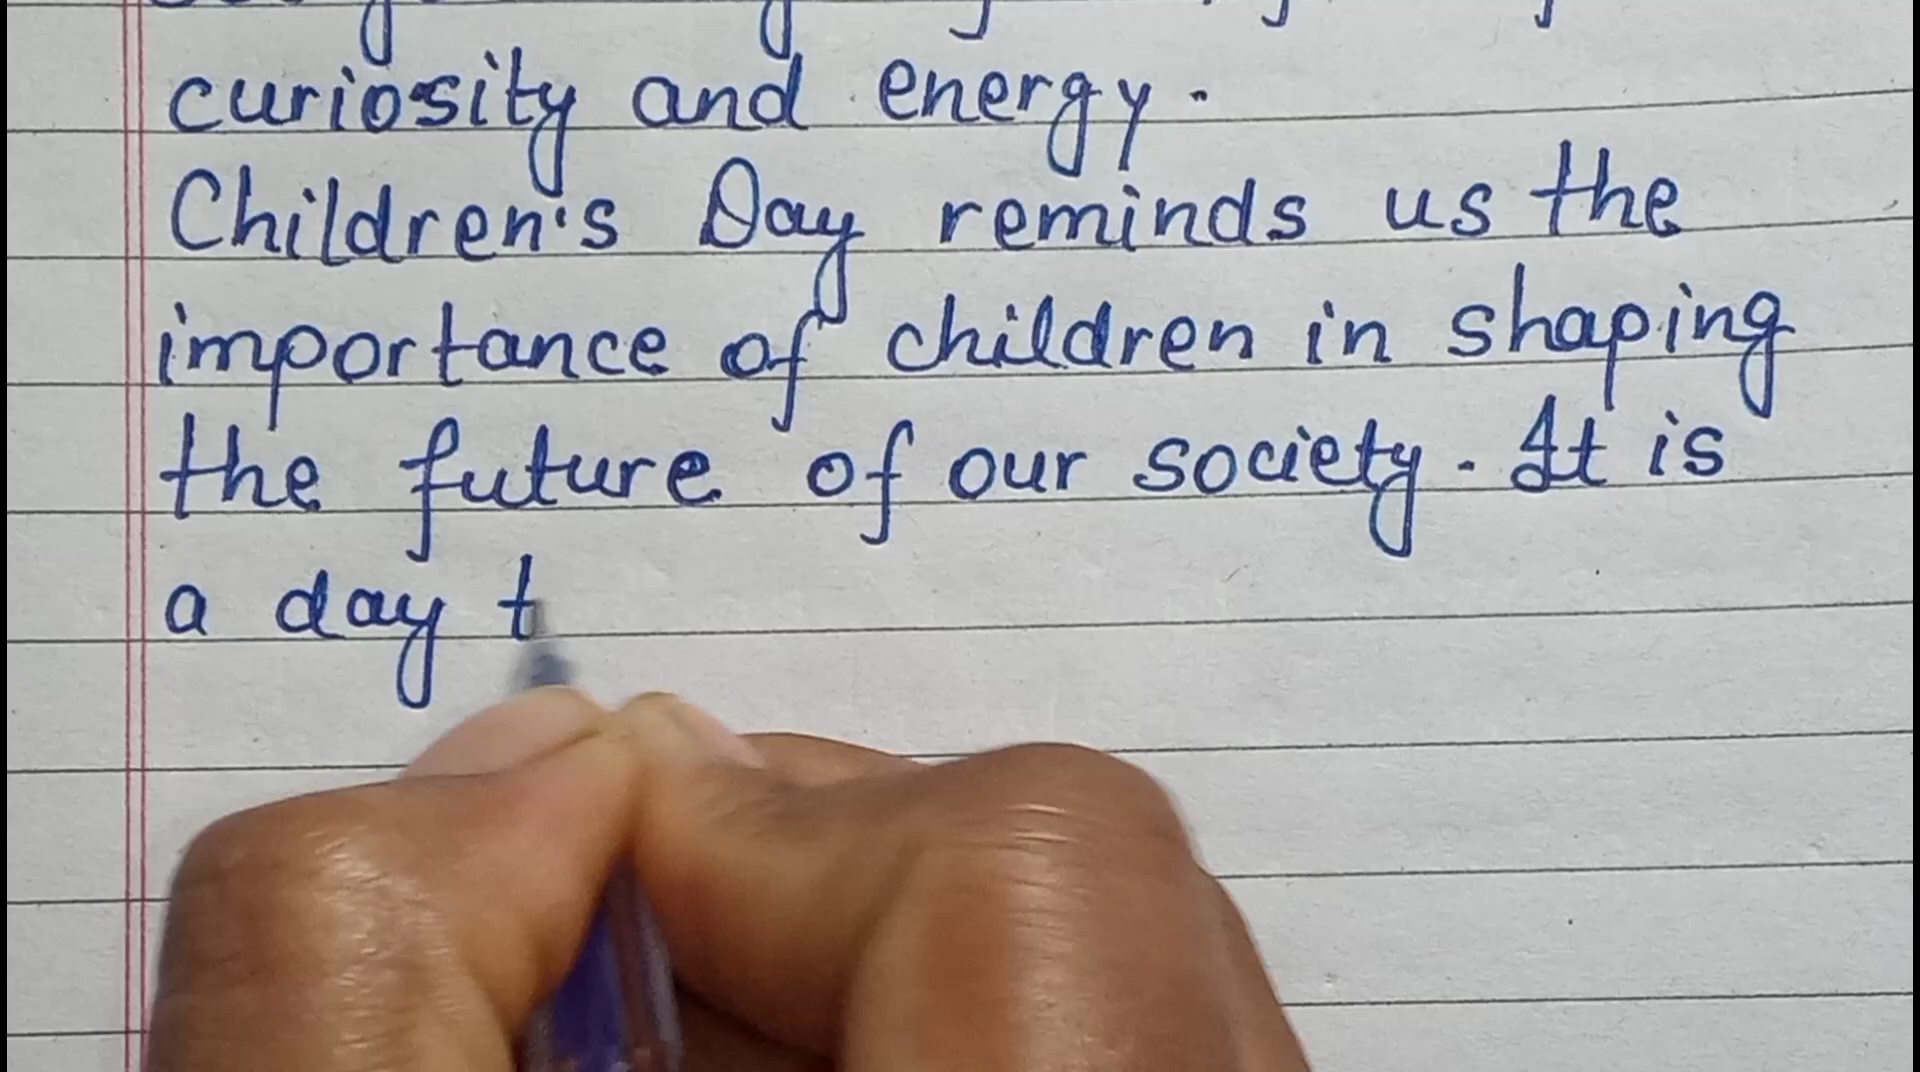 curiosity and energy.
Children's Day reminds us the
importance of children in shaping
the future of our society. It is
a day t